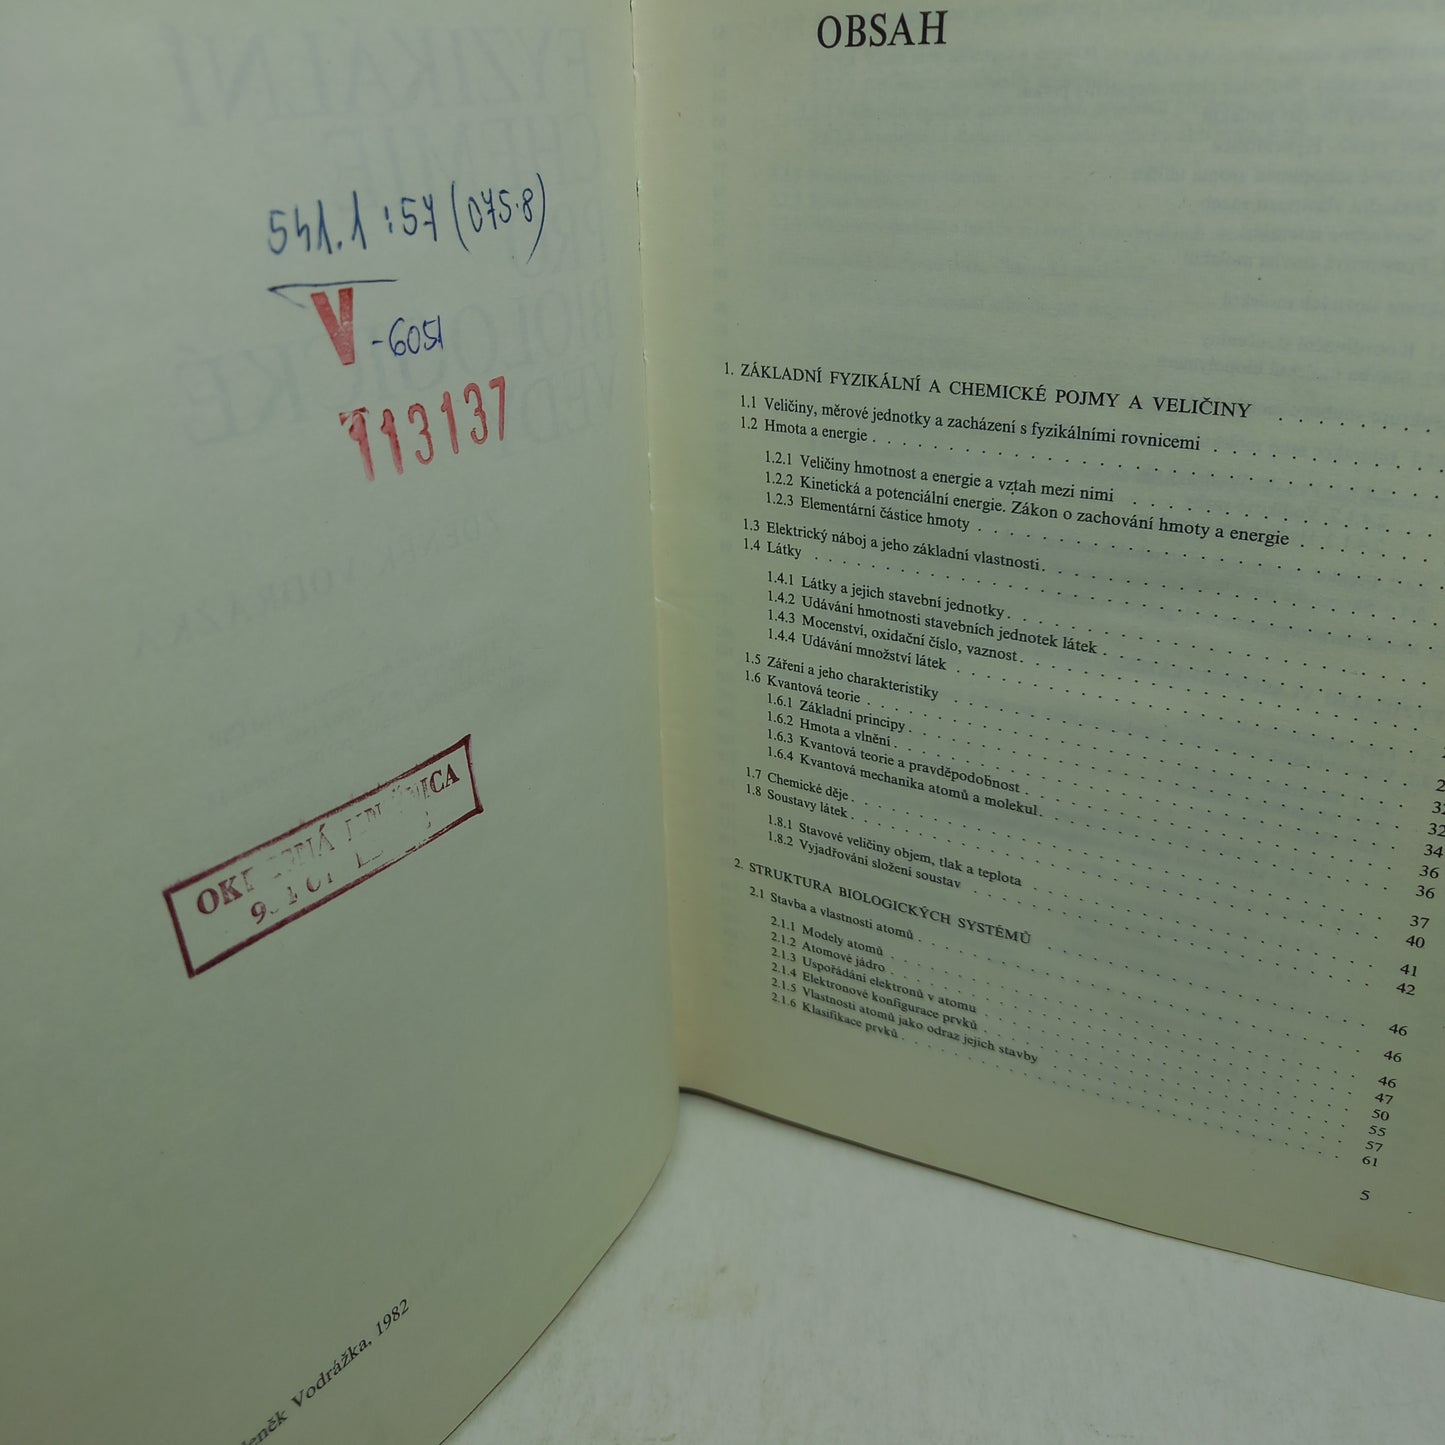 541.1:57 (075.8)
V -6051
113137
1982
Vodrážka, 1982
OBSAH
1. ZÁKLADNÍ FYZIKÁLNÍ A CHEMICKÉ POJMY A VELIČINY
1.1 Veličiny, měrové jednotky a zacházení s fyzikálními rovnicemi
1.2 Hmota a energie
1.2.1 Veličiny hmotnost a energie a vztah mezi nimi
1.2.2 Kinetická a potenciální energie. Zákon o zachování hmoty a energie
1.2.3 Elementární částice hmoty
1.3 Elektrický náboj a jeho základní vlastnosti
1.4 Látky
1.4.1 Látky a jejich stavební jednotky
1.4.2 Udávání hmotnosti stavebních jednotek látek
1.4.3 Mocenství, oxidační číslo, vaznost
1.4.4 Udávání množství látek
1.5 Záření a jeho charakteristiky
1.6 Kvantová teorie
1.6.1 Základní principy
1.6.2 Hmota a vlnění
1.6.3 Kvantová teorie a pravděpodobnost
1.6.4 Kvantová mechanika atomů a molekul 34
1.7 Chemické děje 36
1.8 Soustavy látek 36
1.8.1 Stavové veličiny objem, tlak a teplota 37
1.8.2 Vyjadřování složení soustav 40
2. STRUKTURA BIOLOGICKÝCH SYSTÉMŮ
2.1 Stavba a vlastnosti atomů
2.1.1 Modely atomů 46
2.1.2 Atomové jádro 47
2.1.3 Uspořádání elektronů v atomu 50
2.1.4 Elektronové konfigurace prvků 55
2.1.5 Vlastnosti atomů jako odraz jejich stavby 57
2.1.6 Klasifikace prvků 61
5